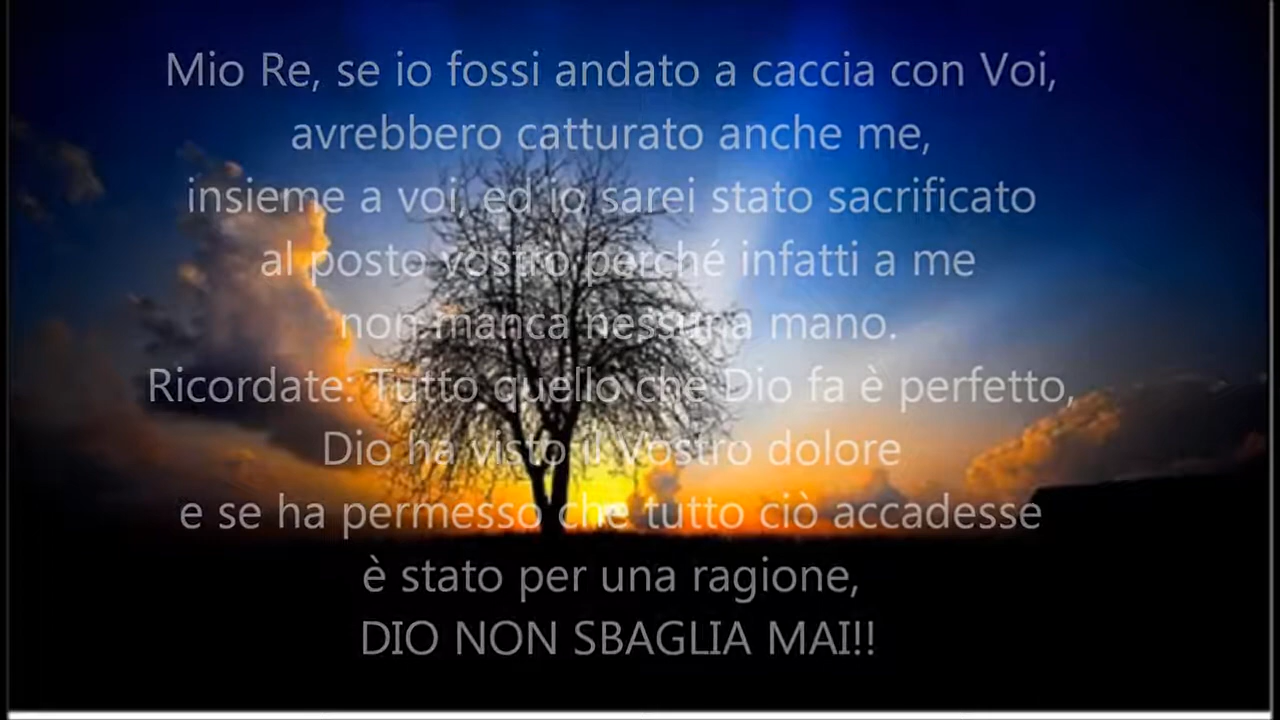 Mio Re, se io fossi andato a caccia con Voi,
avrebbero catturato anche me,
insieme a voi, ed io sarei stato sacrificato
al posto vostro perché infatti a me
non manca nessuna mano.
Ricordate: Tutto quello che Dio fa è perfetto,
Dio ha visto il Vostro dolore
e se ha permesso che tutto ciò accadesse
è stato per una ragione,
DIO NON SBAGLIA MAI!!